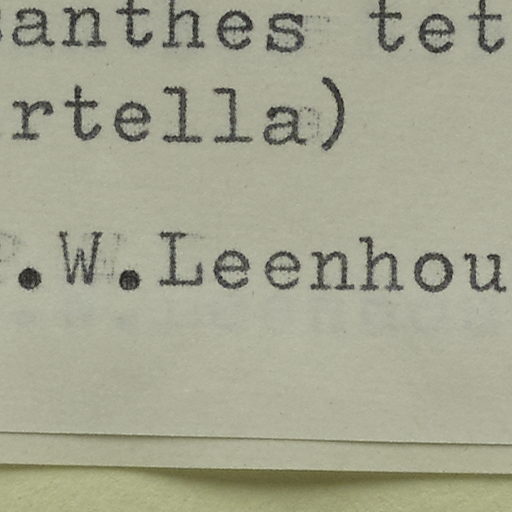 anthes tet
rtella)
.W.Leenhou